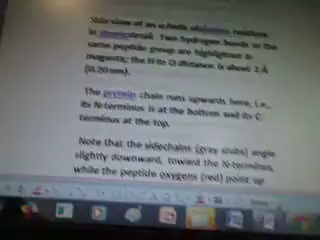 Side view of an α-helix of alanine residues
in atomic detail. Two hydrogen bonds to the
same peptide group are highlighted in
magenta; the H to O distance is about 2 Å
(0.20 nm).
The protein chain runs upwards here, i.e.,
its N-terminus is at the bottom and its C-
terminus at the top.
Note that the sidechains (gray stubs) angle
slightly downward, toward the N-terminus,
while the peptide oxygens (red) point up